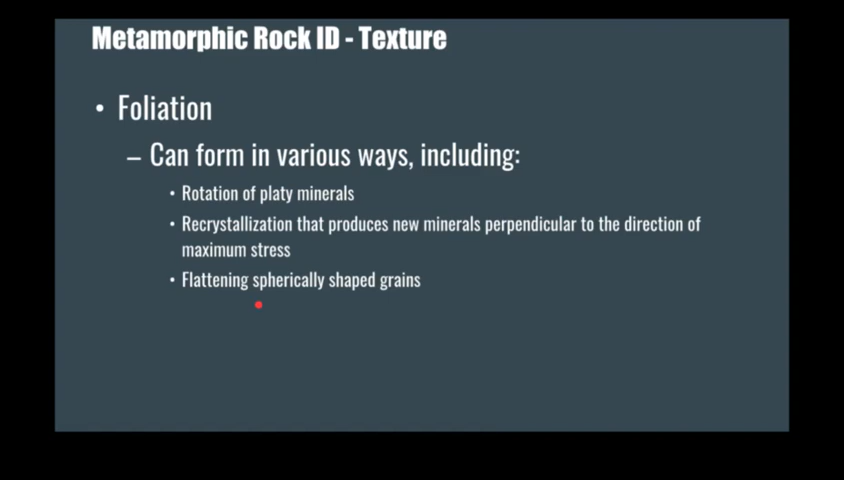 Metamorphic Rock ID - Texture
• Foliation
– Can form in various ways, including:
• Rotation of platy minerals
• Recrystallization that produces new minerals perpendicular to the direction of
maximum stress
• Flattening spherically shaped grains